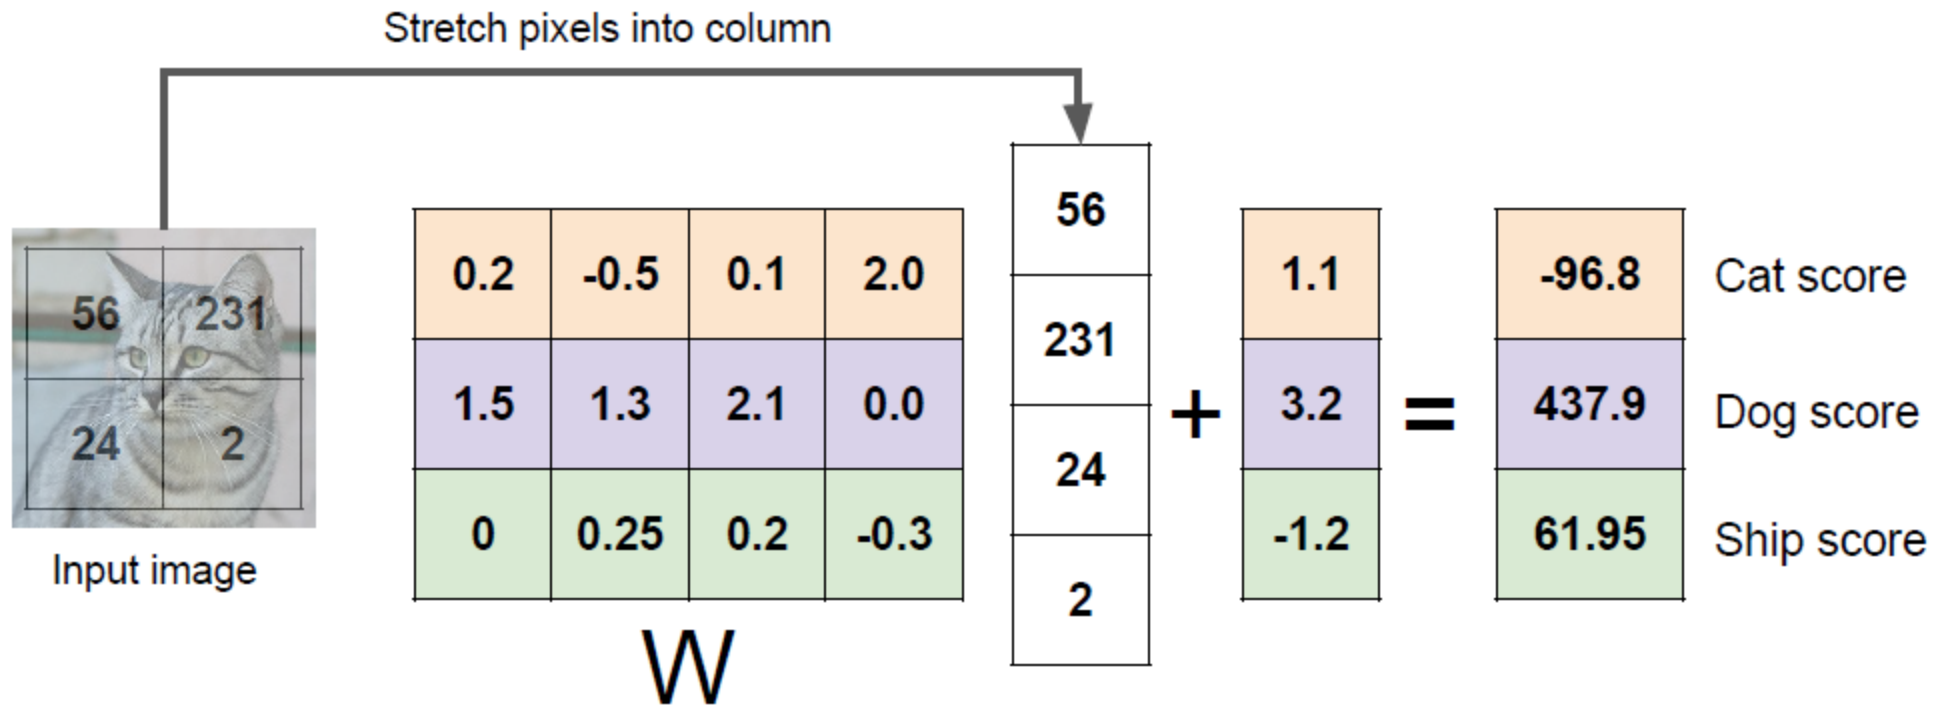 Stretch pixels into column
56 231
24 2
Input image
0.2 -0.5 0.1 2.0
1.5 1.3 2.1 0.0
0 0.25 0.2 -0.3
W
56
231
24
2
+
1.1
3.2
-1.2
=
-96.8 Cat score
437.9 Dog score
61.95 Ship score